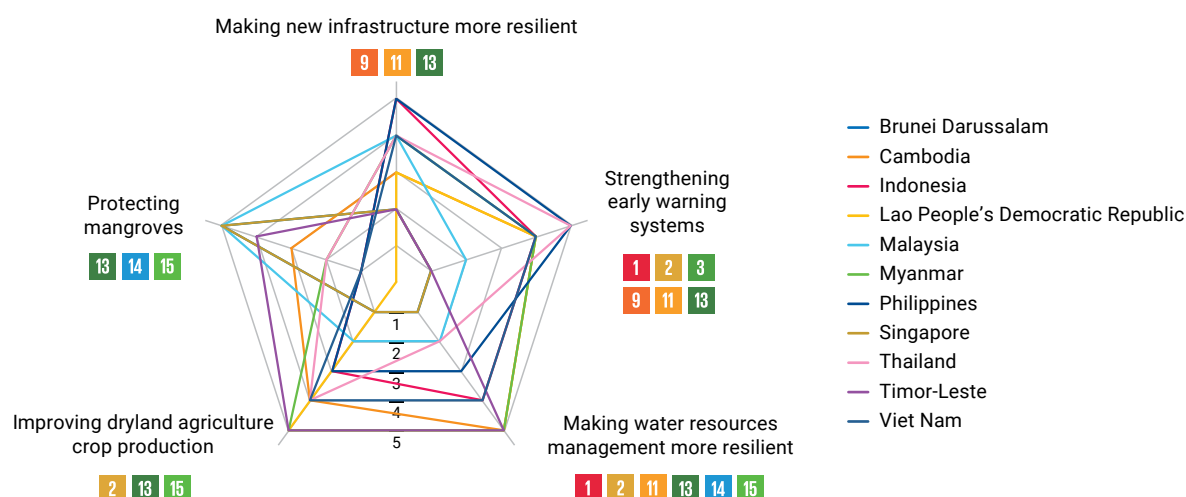 Making new infrastructure more resilient
9 11 13
Strengthening
early warning
systems
1 2 3
9 11 13
Protecting
mangroves
13 14 15
1
2
3
4
5
Improving dryland agriculture
crop production
2 13 15
Making water resources
management more resilient
1 2 11 13 14 15
Brunei Darussalam
Cambodia
Indonesia
Lao People’s Democratic Republic
Malaysia
Myanmar
Philippines
Singapore
Thailand
Timor-Leste
Viet Nam